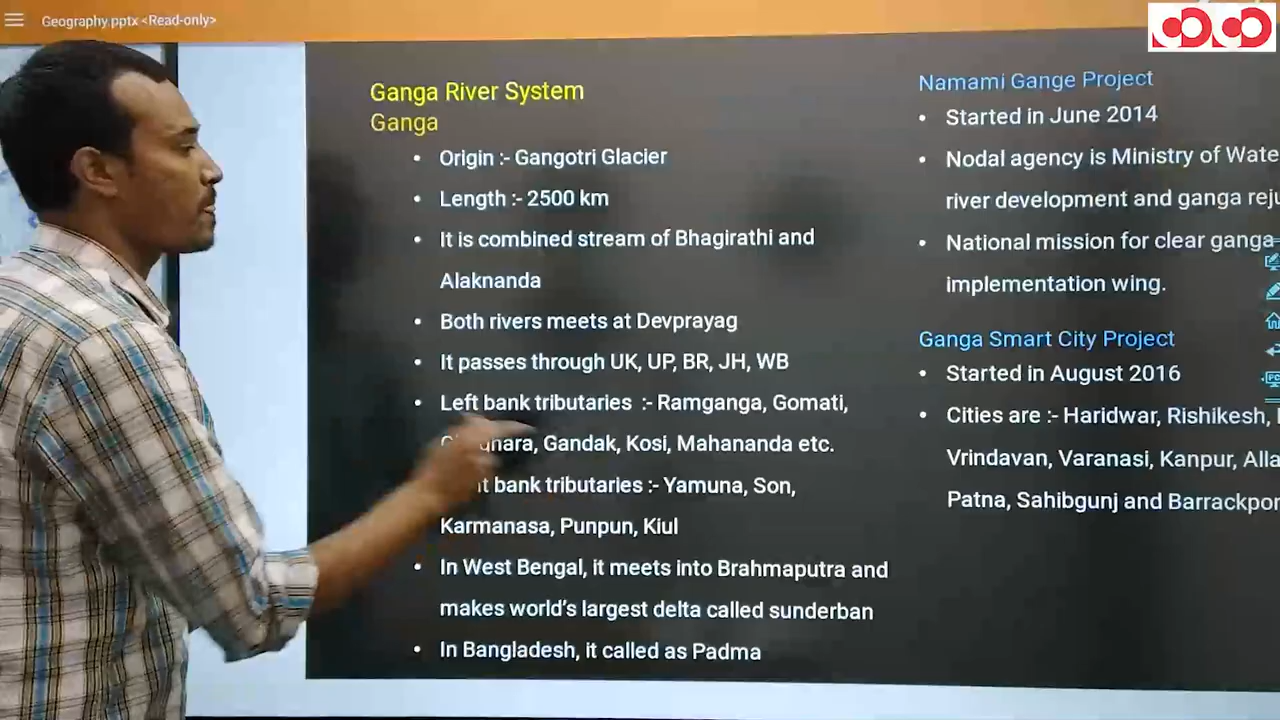 Geography.pptx <Read-only>
Ganga River System
Ganga
• Origin :- Gangotri Glacier
• Length :- 2500 km
• It is combined stream of Bhagirathi and
Alaknanda
• Both rivers meets at Devprayag
• It passes through UK, UP, BR, JH, WB
• Left bank tributaries :- Ramganga, Gomati,
Gandak, Kosi, Mahananda etc.
bank tributaries :- Yamuna, Son,
Karmanasa, Punpun, Kiul
• In West Bengal, it meets into Brahmaputra and
makes world's largest delta called sunderban
• In Bangladesh, it called as Padma
Namami Gange Project
• Started in June 2014
• Nodal agency is Ministry of
river development and ganga
• National mission for clear ganga
implementation wing.
Ganga Smart City Project
• Started in August 2016
• Cities are :- Haridwar, Rishikesh,
Vrindavan, Varanasi, Kanpur,
Patna, Sahibgunj and